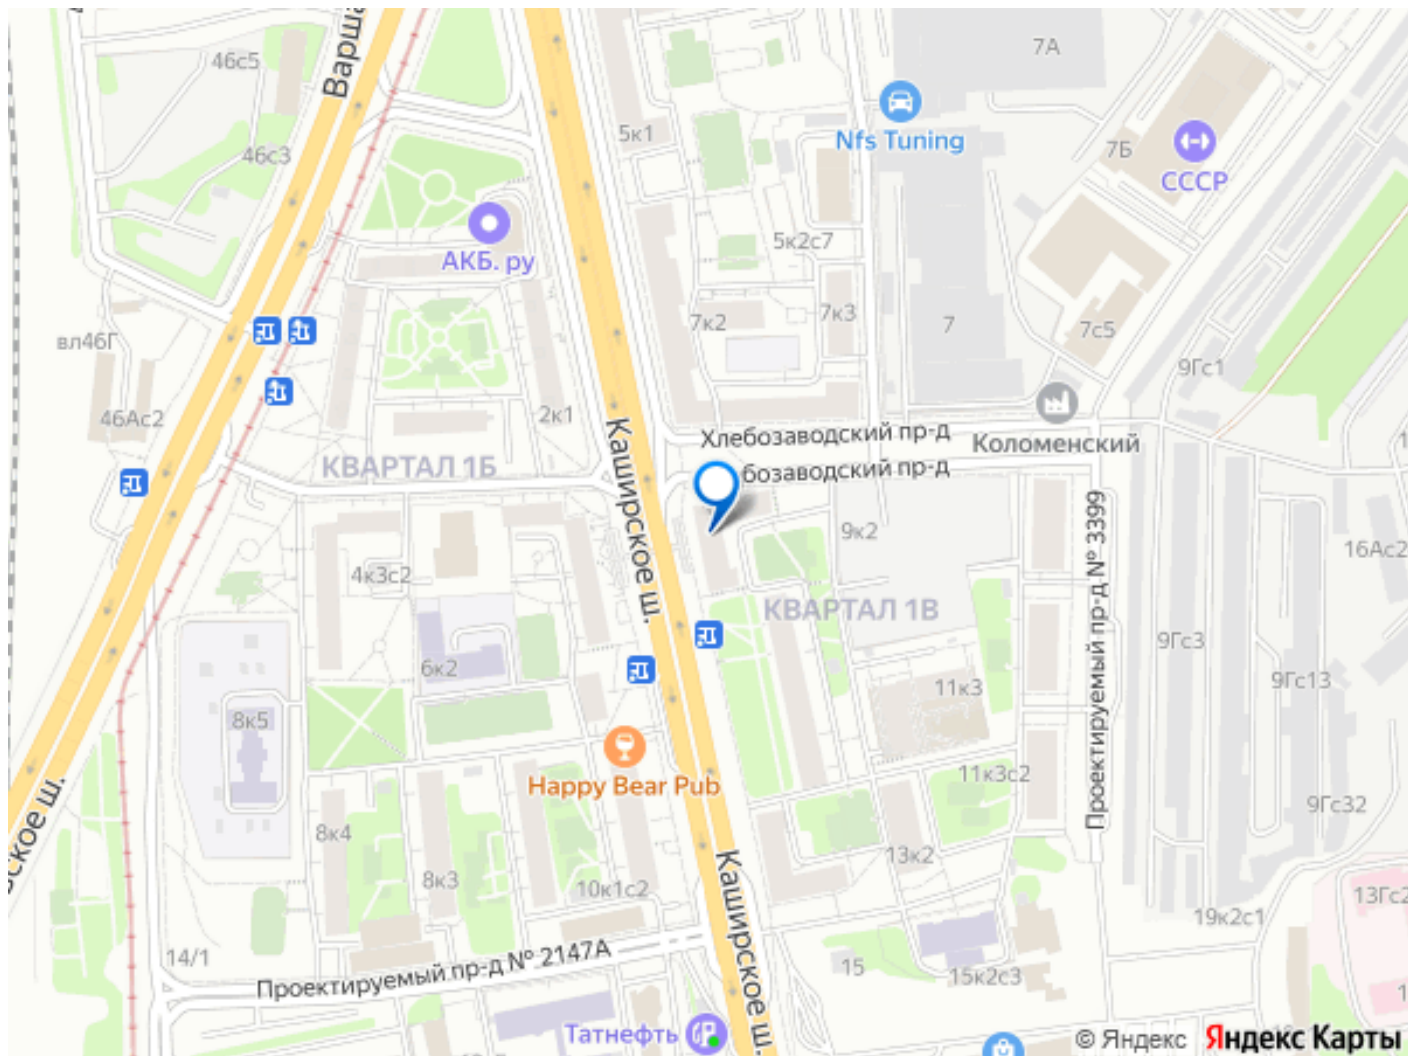 Варша
46с5
7А
5к1
Nfs Tuning
7Б
СССР
46с3
5к2с7
АКБ. ру
7к2
7к3
7
7с5
вл46Г
9Гс1
46Ас2
2к1
Каширское ш.
Хлебозаводский пр-д
Коломенский
КВАРТАЛ 1Б
бозаводский пр-д
Проектируемый пр-д № 3399
9к2
16Ас2
4к3с2
КВАРТАЛ 1В
9Гс3
6к2
11к3
9Гс13
8к5
Happy Bear Pub
11к3с2
9Гс32
ское ш.
8к4
13к2
8к3
10к1с2
Каширское ш.
13Гс2
19к2с1
14/1
Проектируемый пр-д № 2147А
15
15к2с3
Татнефть
© Яндекс Яндекс Карты